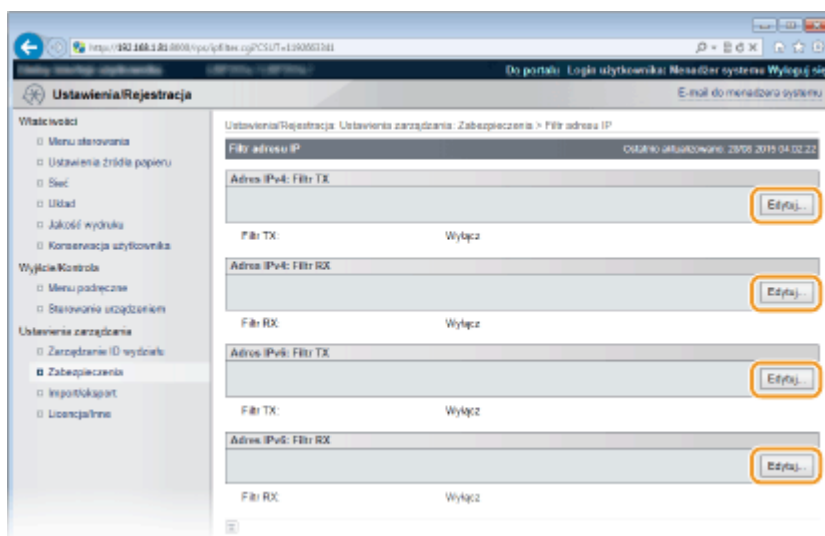 Do portalu Login użytkownika: Menedżer systemu Wyloguj się
Ustawienia/Rejestracja
E-mail do menadżera systemu
Właściwości
Menu sterowania
Ustawienia źródła papieru
Sieć
Układ
Jakość wydruku
Konserwacja użytkownika
Wyjście/Kontrola
Menu podręczne
Sterowanie urządzeniem
Ustawienia zarządzania
Zarządzanie ID wydziału
Zabezpieczenia
Import/eksport
Licencja/Inne
Ustawienia/Rejestracja: Ustawienia zarządzania: Zabezpieczenia > Filtr adresu IP
Filtr adresu IP
Ostatnio aktualizowano: 28/08 2015 04:02:22
Adres IPv4: Filtr TX
Edytuj...
Filtr TX: Wyłącz
Adres IPv4: Filtr RX
Edytuj...
Filtr RX: Wyłącz
Adres IPv6: Filtr TX
Edytuj...
Filtr TX: Wyłącz
Adres IPv6: Filtr RX
Edytuj...
Filtr RX: Wyłącz